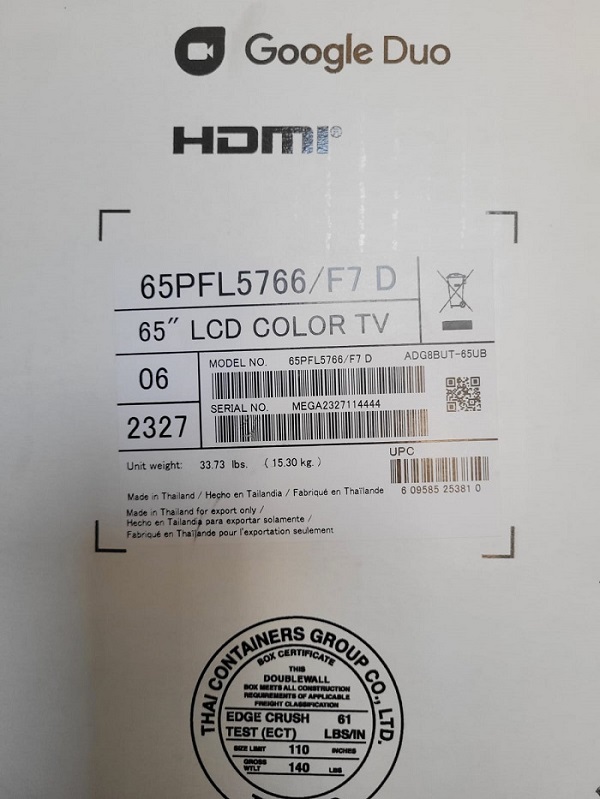 Google Duo
HDMI®
65PFL5766/F7 D
65" LCD COLOR TV
06
MODEL NO. 65PFL5766/F7 D ADG8BUT-65UB
SERIAL NO. MEGA2327114444
2327
UPC
6 09585 25381 0
Unit weight: 33.73 lbs. ( 15.30 kg. )
Made in Thailand / Hecho en Tailandia / Fabriqué en Thaïlande
Made in Thailand for export only /
Hecho en Tailandia para exportar solamente /
Fabriqué en Thaïlande pour l'exportation seulement
THAI CONTAINERS GROUP CO., LTD.
BOX CERTIFICATE
THIS
DOUBLEWALL
BOX MEETS ALL CONSTRUCTION
REQUIREMENTS OF APPLICABLE
FREIGHT CLASSIFICATION
EDGE CRUSH 61
TEST (ECT) LBS/IN
SIZE LIMIT 110 INCHES
GROSS
WTLT 140 LBS